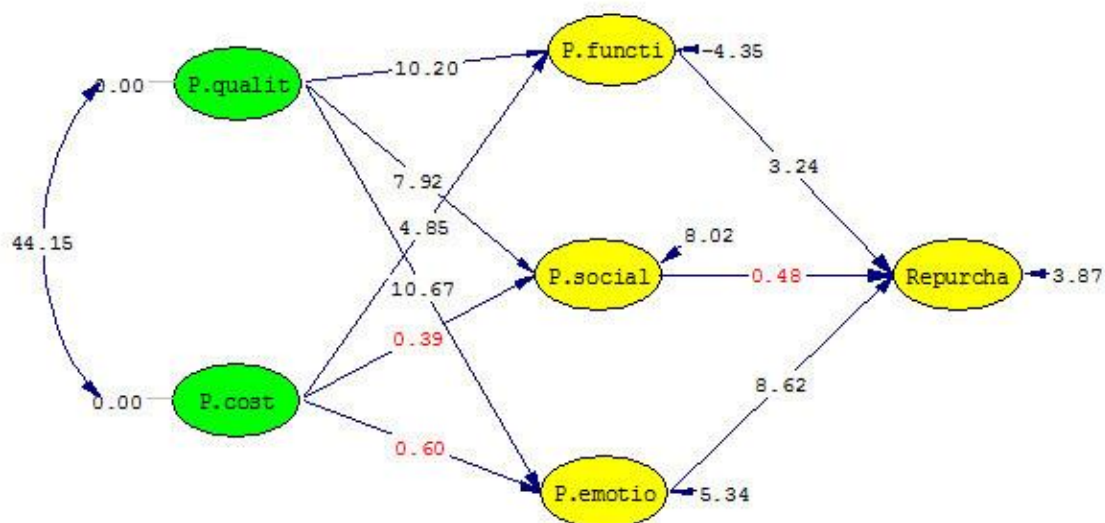 P.functi
-4.35
0.00
P.qualit
10.20
3.24
7.92
4.85
8.02
44.15
P.social
0.48
Repurcha
3.87
10.67
0.39
8.62
0.00
P.cost
0.60
P.emotio
5.34